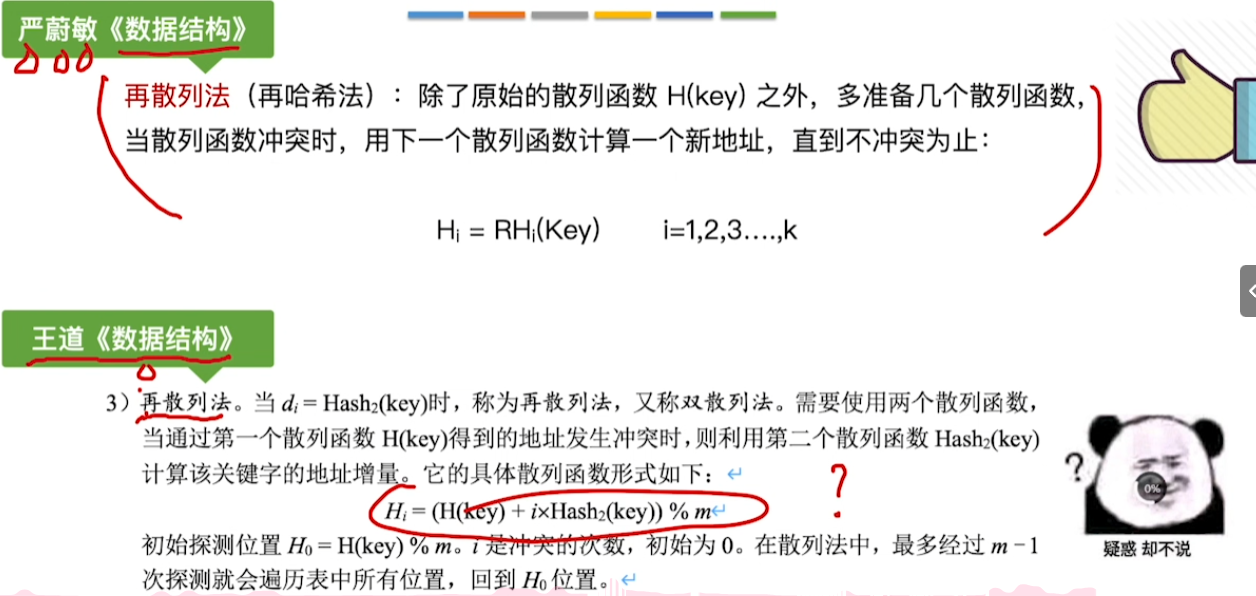 严蔚敏《数据结构》
再散列法（再哈希法）：除了原始的散列函数 H(key) 之外，多准备几个散列函数，
当散列函数冲突时，用下一个散列函数计算一个新地址，直到不冲突为止：
Hᵢ = RHᵢ(Key) i=1,2,3….,k
王道《数据结构》
3）再散列法。当 dᵢ = Hash₂(key)时，称为再散列法，又称双散列法。需要使用两个散列函数，
当通过第一个散列函数 H(key)得到的地址发生冲突时，则利用第二个散列函数 Hash₂(key)
计算该关键字的地址增量。它的具体散列函数形式如下：↵
Hᵢ = (H(key) + i×Hash₂(key)) % m↵
?
初始探测位置 H₀ = H(key) % m。i 是冲突的次数，初始为 0。在散列法中，最多经过 m − 1
次探测就会遍历表中所有位置，回到 H₀ 位置。↵
?
0%
疑惑 却不说